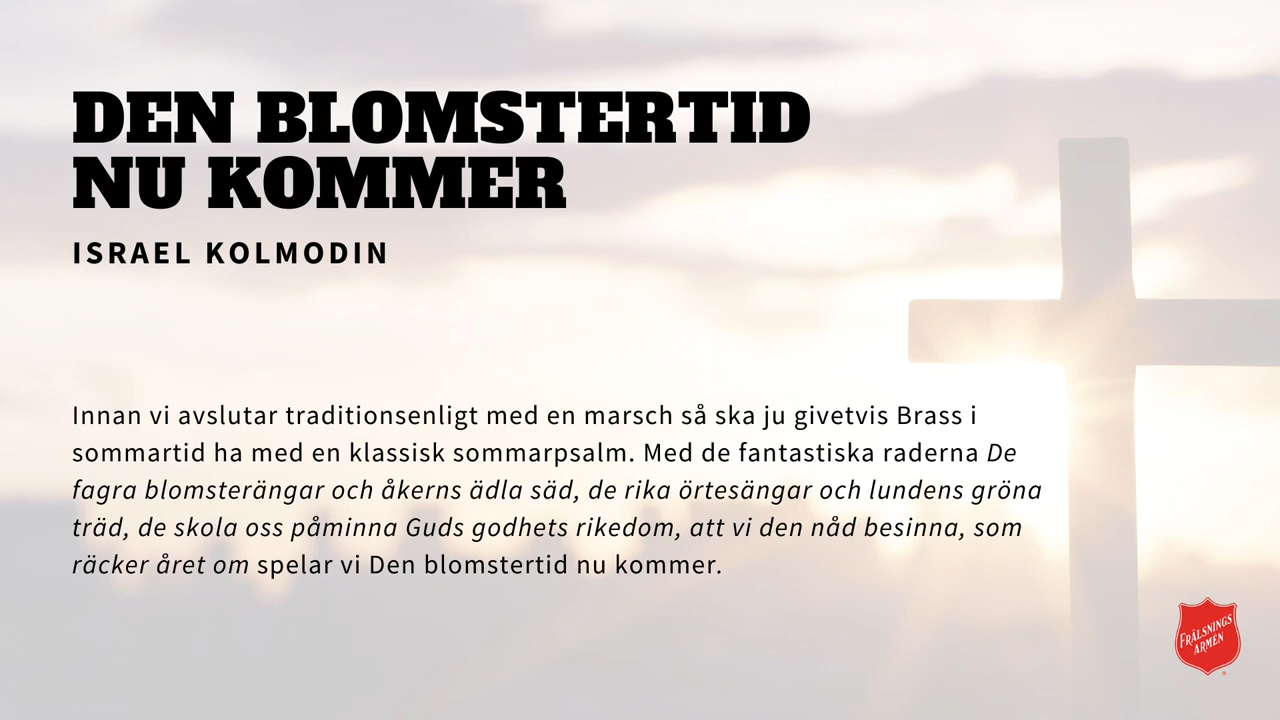 DEN BLOMSTERTID
NU KOMMER
ISRAEL KOLMODIN
Innan vi avslutar traditionsenligt med en marsch så ska ju givetvis Brass i
sommartid ha med en klassisk sommarpsalm. Med de fantastiska raderna De
fagra blomsterängar och åkerns ädla säd, de rika örtesängar och lundens gröna
träd, de skola oss påminna Guds godhets rikedom, att vi den nåd besinna, som
räcker året om spelar vi Den blomstertid nu kommer.
FRÄLSNINGS
ARMÉN